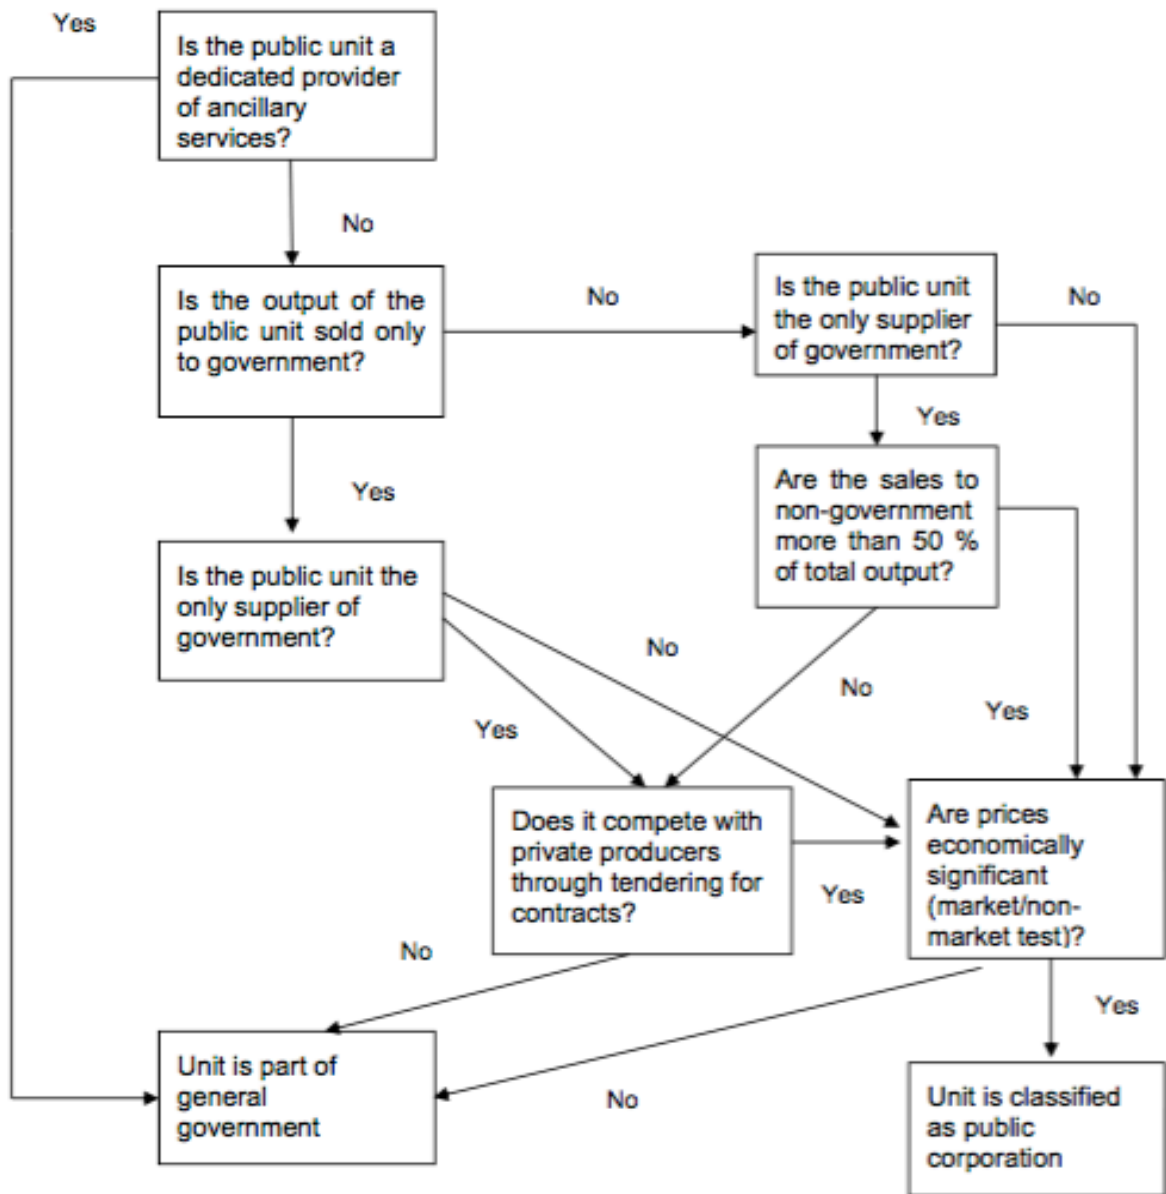 Yes
Is the public unit a
dedicated provider
of ancillary
services?
No
Is the output of the
public unit sold only
to government?
No
Is the public unit
the only supplier
of government?
No
Yes
Yes
Are the sales to
non-government
more than 50 %
of total output?
Is the public unit the
only supplier of
government?
No
No
Yes
Yes
Does it compete with
private producers
through tendering for
contracts?
Yes
Are prices
economically
significant
(market/non-
market test)?
No
Yes
Unit is part of
general
government
No
Unit is classified
as public
corporation